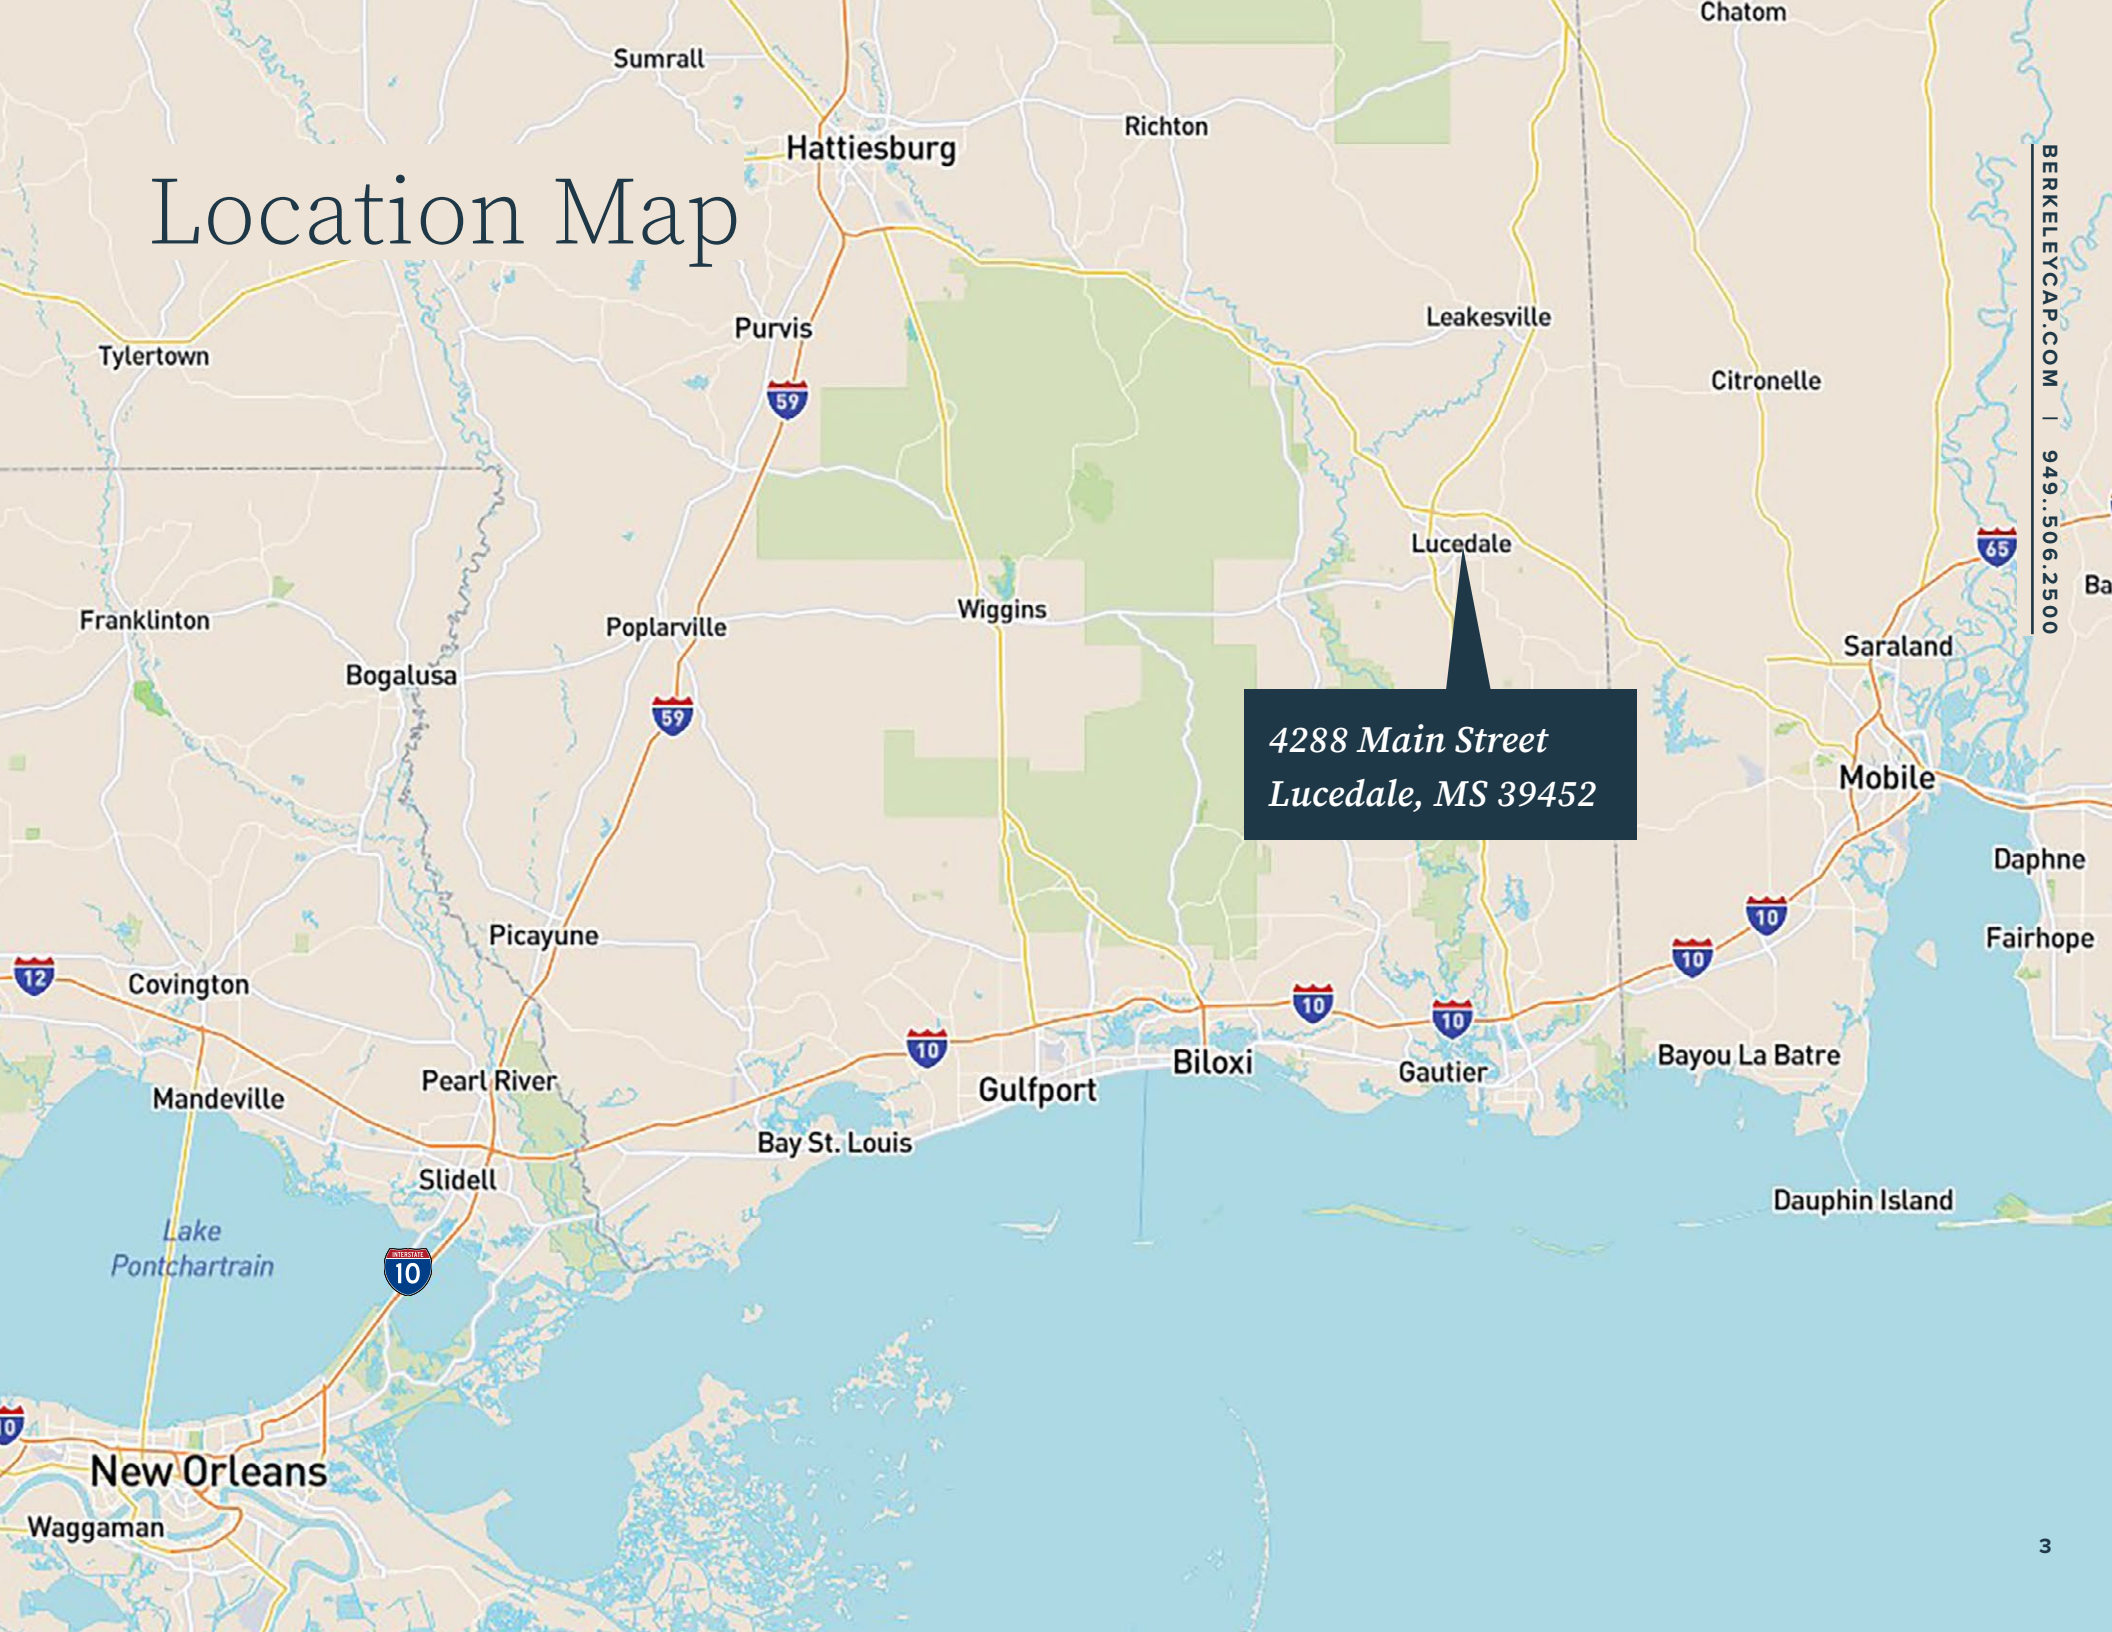 Chatom
Sumrall
Richton
Hattiesburg
Location Map
BERKELEYCAP.COM | 949..506.2500
Leakesville
Purvis
Tylertown
Citronelle
59
Lucedale
65
Ba
Wiggins
Franklinton
Poplarville
Saraland
Bogalusa
59
4288 Main Street
Lucedale, MS 39452
Mobile
Daphne
10
Picayune
Fairhope
10
12
Covington
10
10
10
Bayou La Batre
Biloxi
Gautier
Pearl River
Gulfport
Mandeville
Bay St. Louis
Slidell
Dauphin Island
Lake
Pontchartrain
INTERSTATE
10
10
New Orleans
Waggaman
3